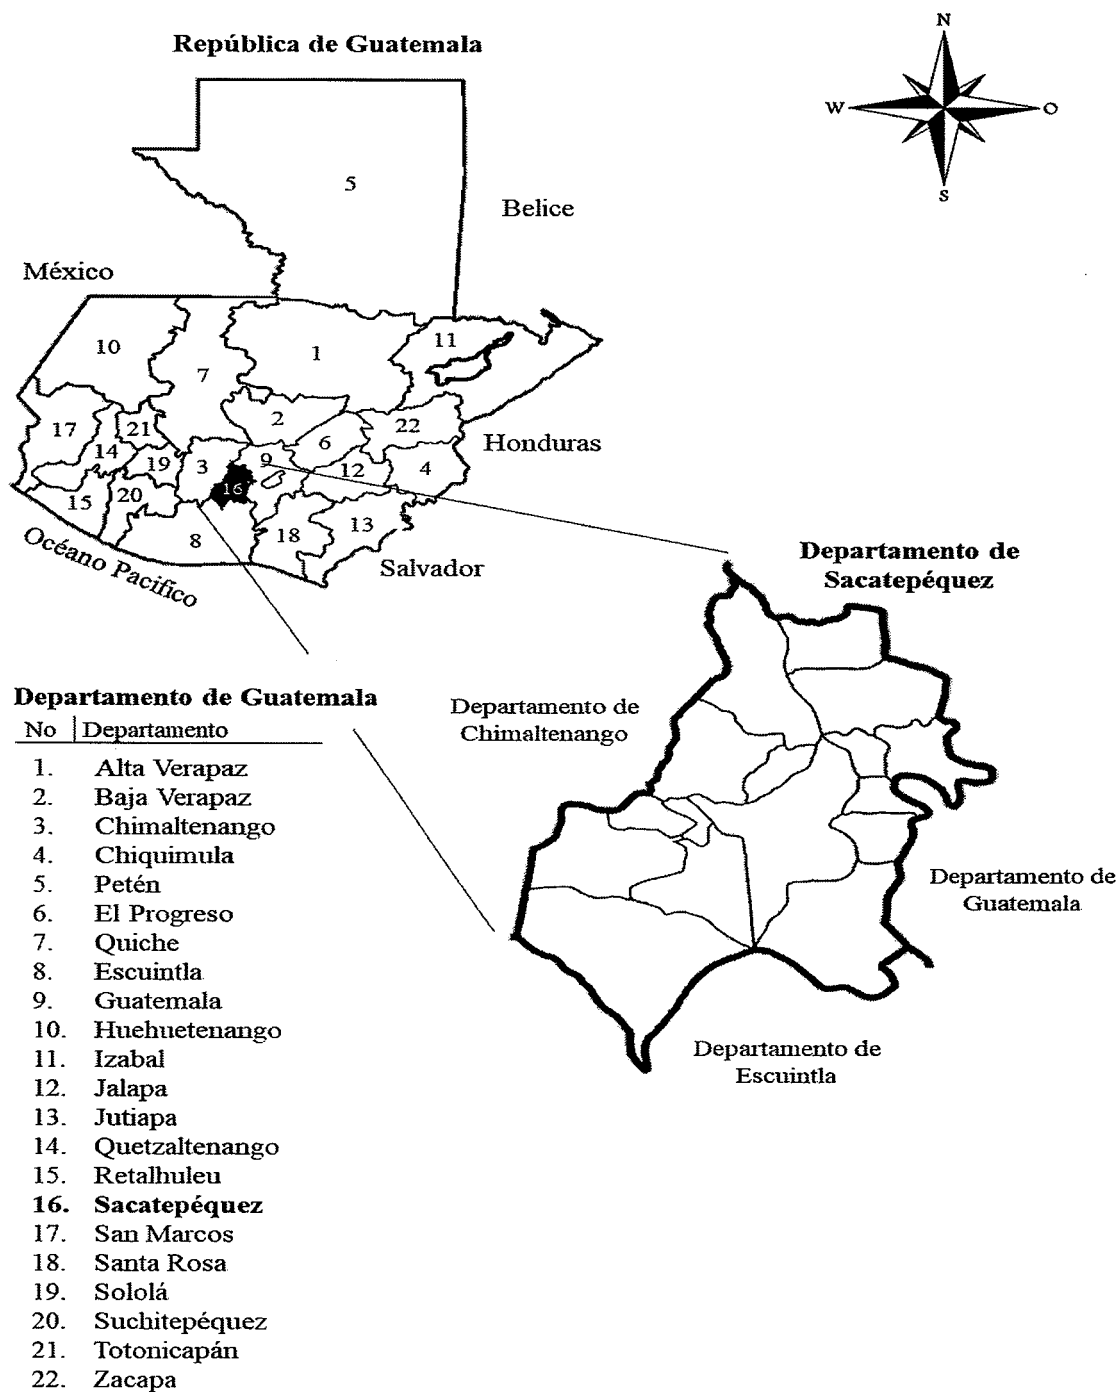 República de Guatemala
N
W
O
S
5
Belice
México
10
7
1
11
2
22
17
21
6
Honduras
14
19
3
9
12
4
16
15
20
13
18
8
Océano Pacifico
Salvador
Departamento de
Sacatepéquez
Departamento de Guatemala
No Departamento
1. Alta Verapaz
2. Baja Verapaz
3. Chimaltenango
4. Chiquimula
5. Petén
6. El Progreso
7. Quiche
8. Escuintla
9. Guatemala
10. Huehuetenango
11. Izabal
12. Jalapa
13. Jutiapa
14. Quetzaltenango
15. Retalhuleu
16. Sacatepéquez
17. San Marcos
18. Santa Rosa
19. Sololá
20. Suchitepéquez
21. Totonicapán
22. Zacapa
Departamento de
Chimaltenango
Departamento de
Guatemala
Departamento de
Escuintla